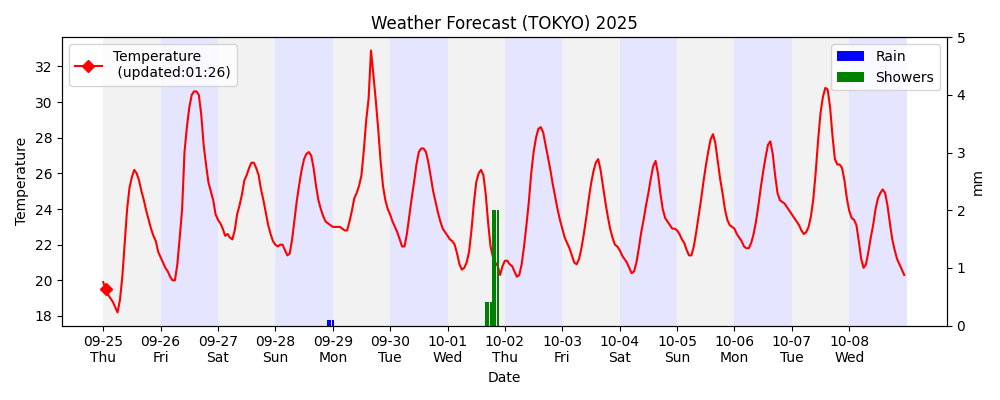 Weather Forecast (TOKYO) 2025
Temperature
(updated:01:26)
Rain
Showers
Temperature
32
30
28
26
24
22
20
18
5
4
3
2
1
0
mm
09-25 09-26 09-27 09-28 09-29 09-30 10-01 10-02 10-03 10-04 10-05 10-06 10-07 10-08
Thu Fri Sat Sun Mon Tue Wed Thu Fri Sat Sun Mon Tue Wed
Date